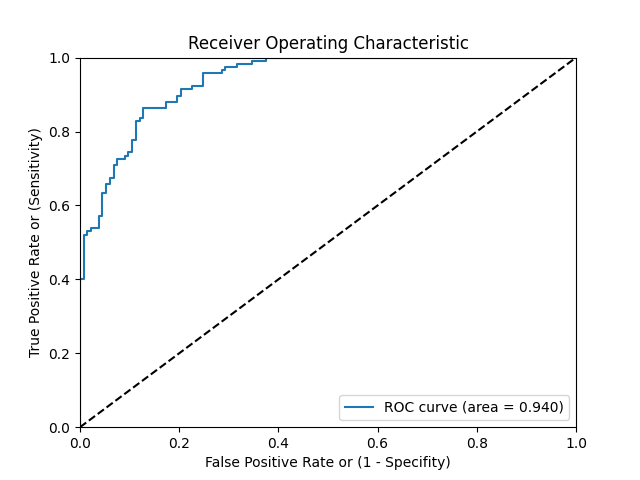 Receiver Operating Characteristic
1.0
0.8
0.6
0.4
0.2
0.0
True Positive Rate or (Sensitivity)
ROC curve (area = 0.940)
0.0 0.2 0.4 0.6 0.8 1.0
False Positive Rate or (1 - Specifity)